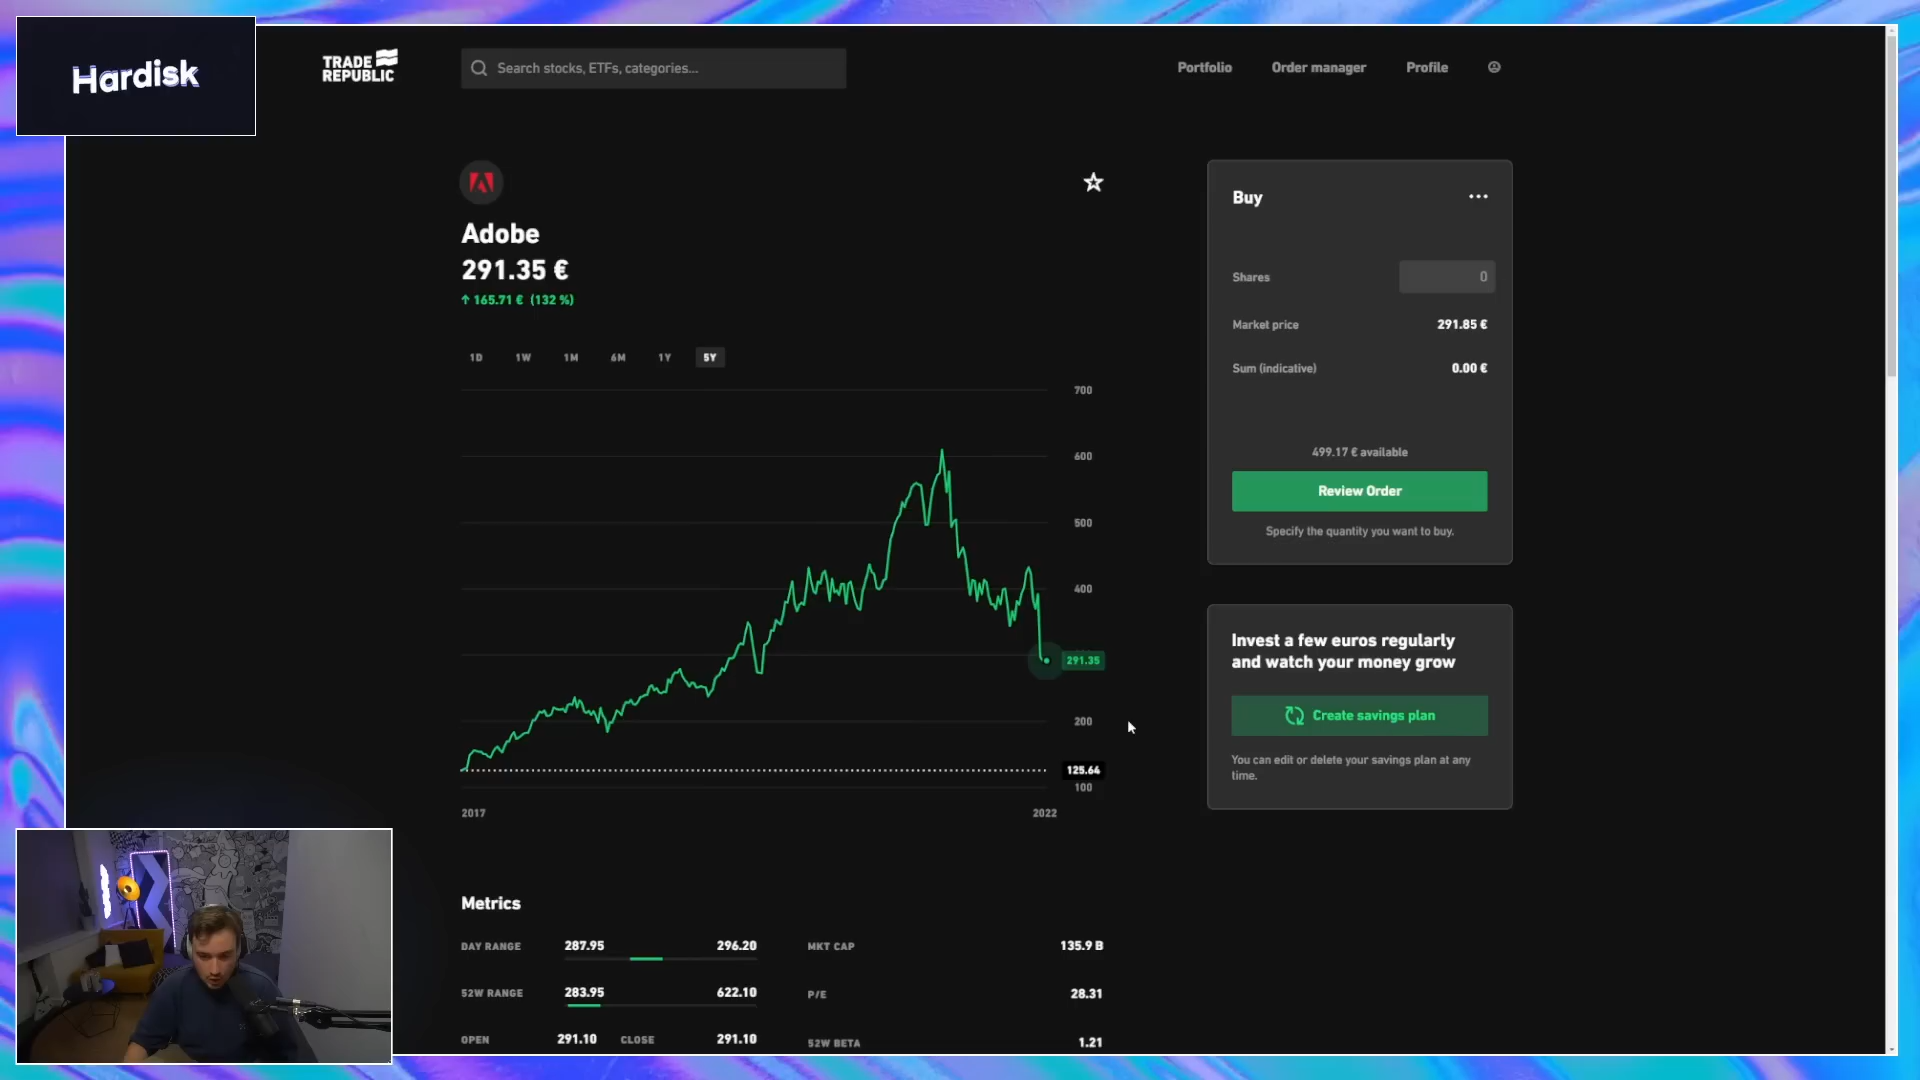 Hardisk
TRADE REPUBLIC
Search stocks, ETFs, categories...
Portfolio
Order manager
Profile
Adobe
291.35 €
↑ 165.71 € (132 %)
1D 1W 1M 6M 1Y 5Y
700
600
500
400
291.35
200
125.64
100
2017
2022
Buy
Shares 0
Market price 291.85 €
Sum (indicative) 0.00 €
499.17 € available
Review Order
Specify the quantity you want to buy.
Invest a few euros regularly
and watch your money grow
Create savings plan
You can edit or delete your savings plan at any
time.
Metrics
DAY RANGE 287.95 296.20 MKT CAP 135.9 B
52W RANGE 283.95 622.10 P/E 28.31
OPEN 291.10 CLOSE 291.10 52W BETA 1.21